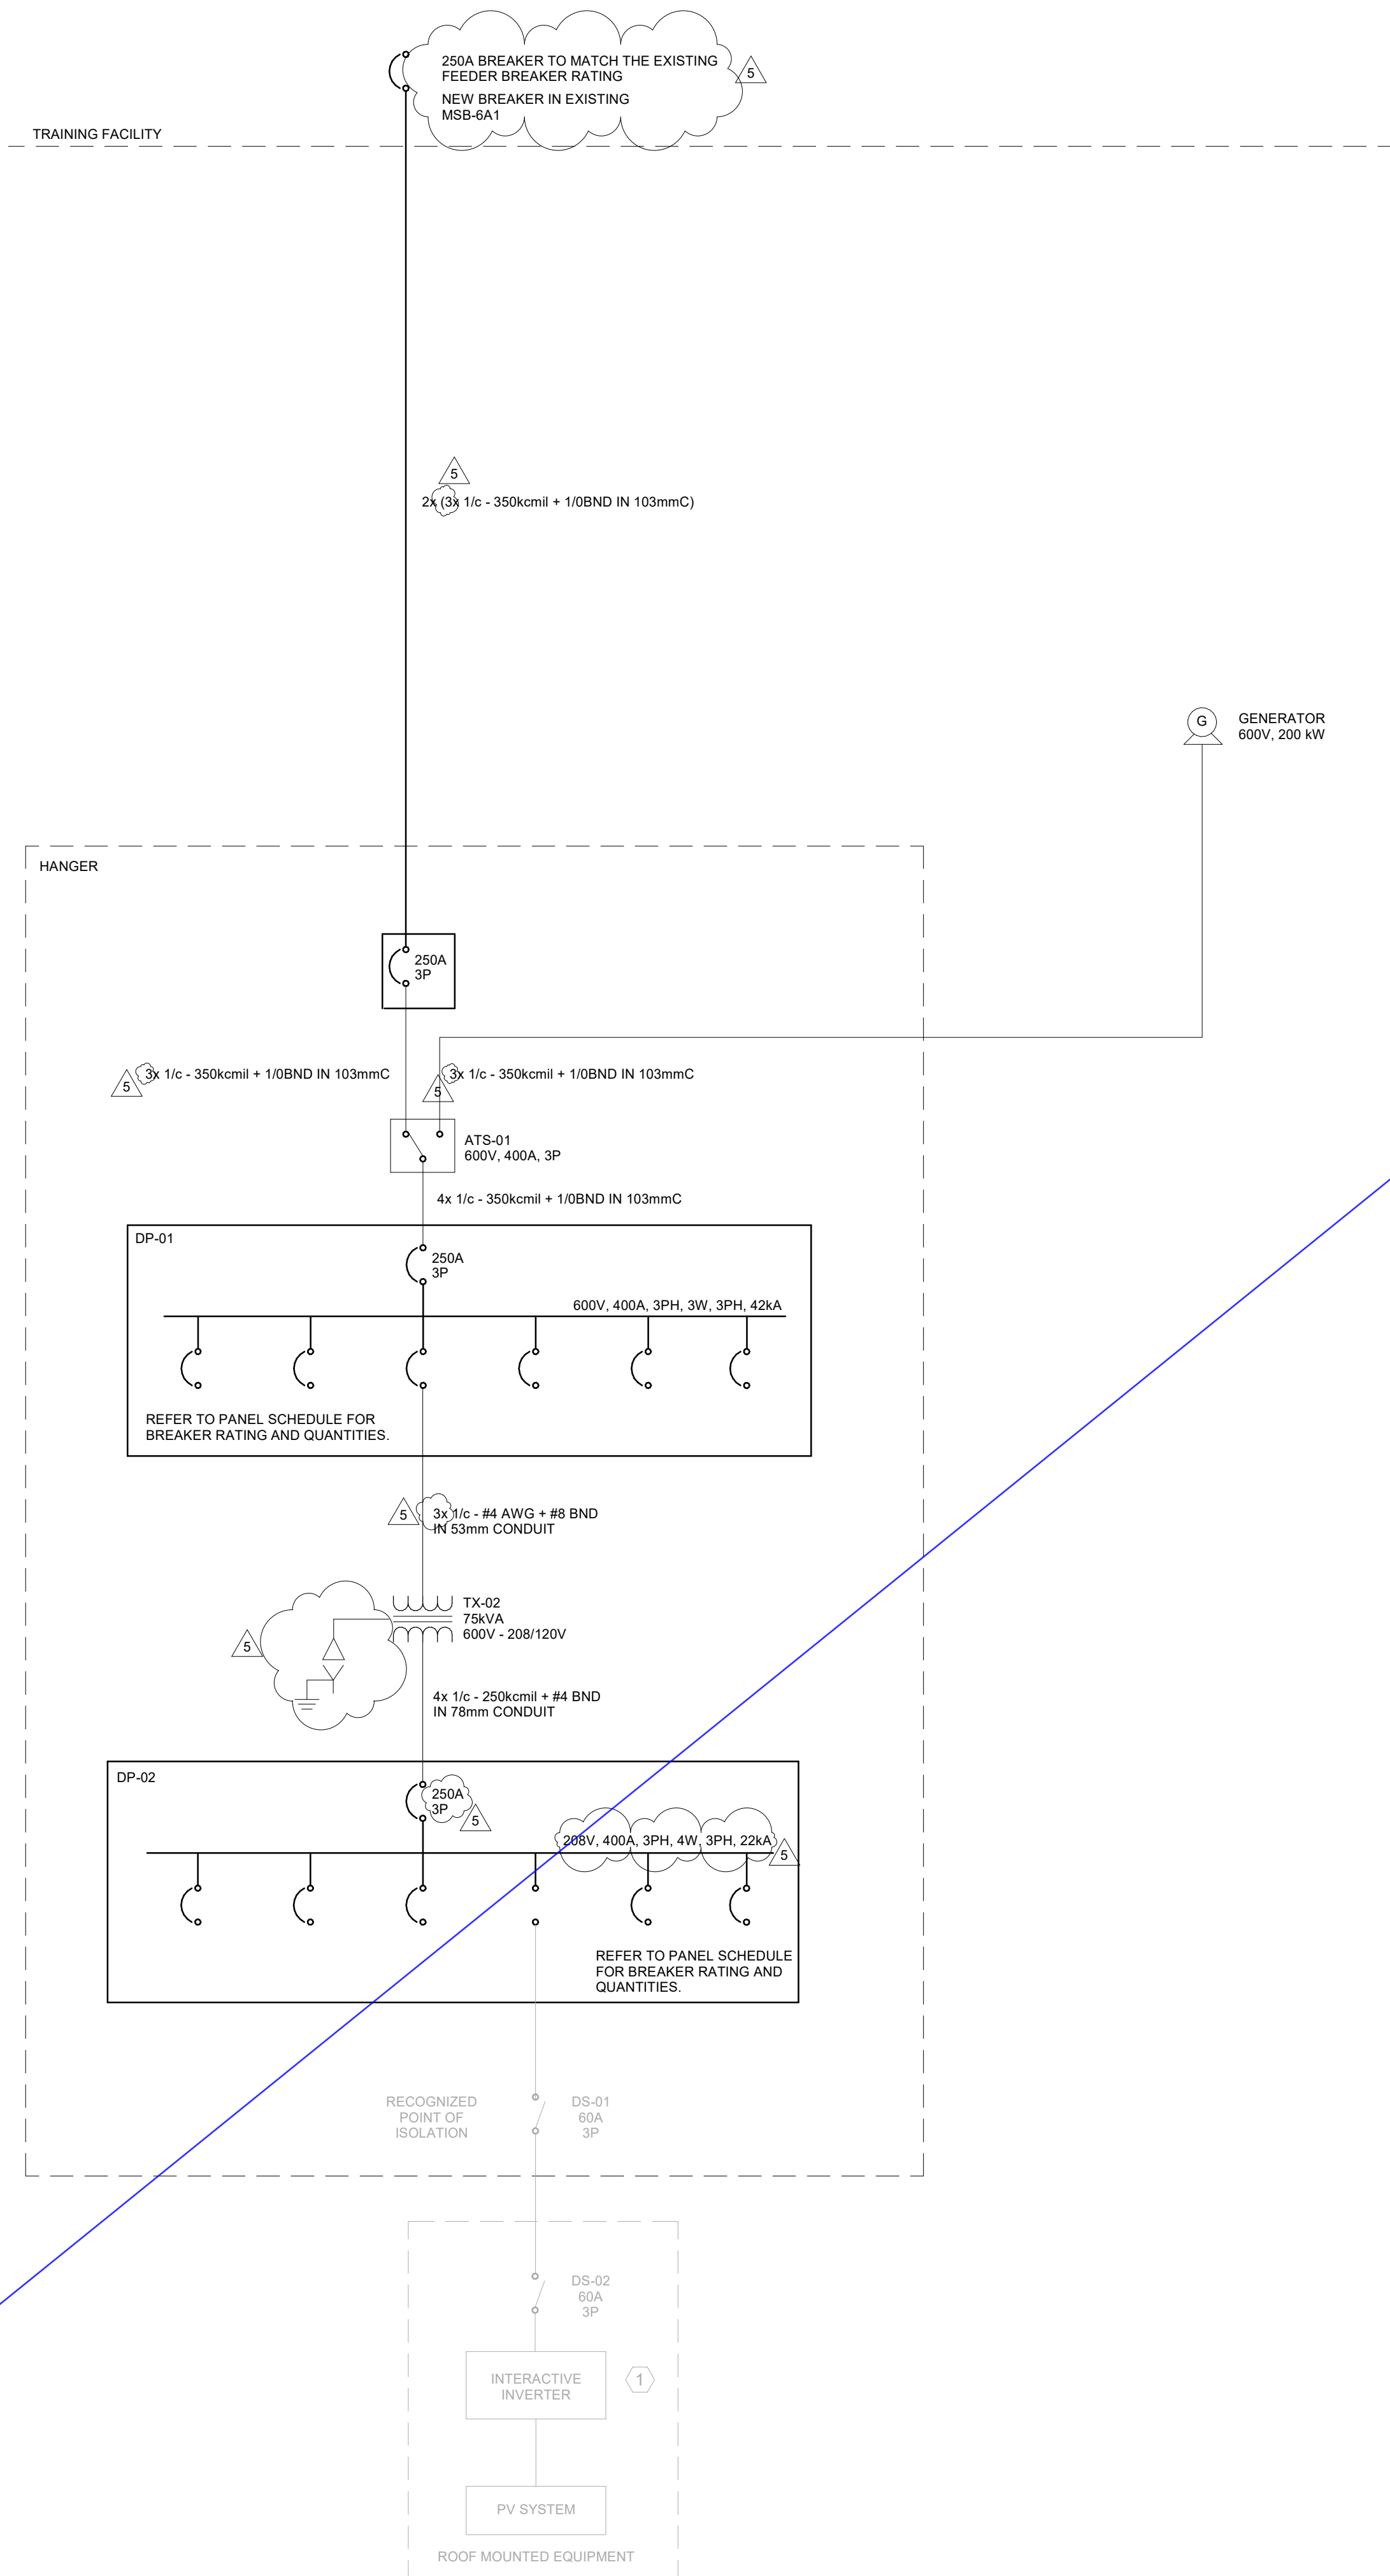 250A BREAKER TO MATCH THE EXISTING
FEEDER BREAKER RATING
NEW BREAKER IN EXISTING
MSB-6A1
5
TRAINING FACILITY
5
2x (3x 1/c - 350kcmil + 1/0BND IN 103mmC)
G
GENERATOR
600V, 200 kW
HANGER
250A
3P
5
3x 1/c - 350kcmil + 1/0BND IN 103mmC
5
3x 1/c - 350kcmil + 1/0BND IN 103mmC
ATS-01
600V, 400A, 3P
4x 1/c - 350kcmil + 1/0BND IN 103mmC
DP-01
250A
3P
600V, 400A, 3PH, 3W, 3PH, 42kA
REFER TO PANEL SCHEDULE FOR
BREAKER RATING AND QUANTITIES.
5
3x 1/c - #4 AWG + #8 BND
IN 53mm CONDUIT
TX-02
75kVA
600V - 208/120V
5
4x 1/c - 250kcmil + #4 BND
IN 78mm CONDUIT
DP-02
250A
3P
5
208V, 400A, 3PH, 4W, 3PH, 22kA
5
REFER TO PANEL SCHEDULE
FOR BREAKER RATING AND
QUANTITIES.
RECOGNIZED
POINT OF
ISOLATION
DS-01
60A
3P
DS-02
60A
3P
INTERACTIVE
INVERTER
1
PV SYSTEM
ROOF MOUNTED EQUIPMENT